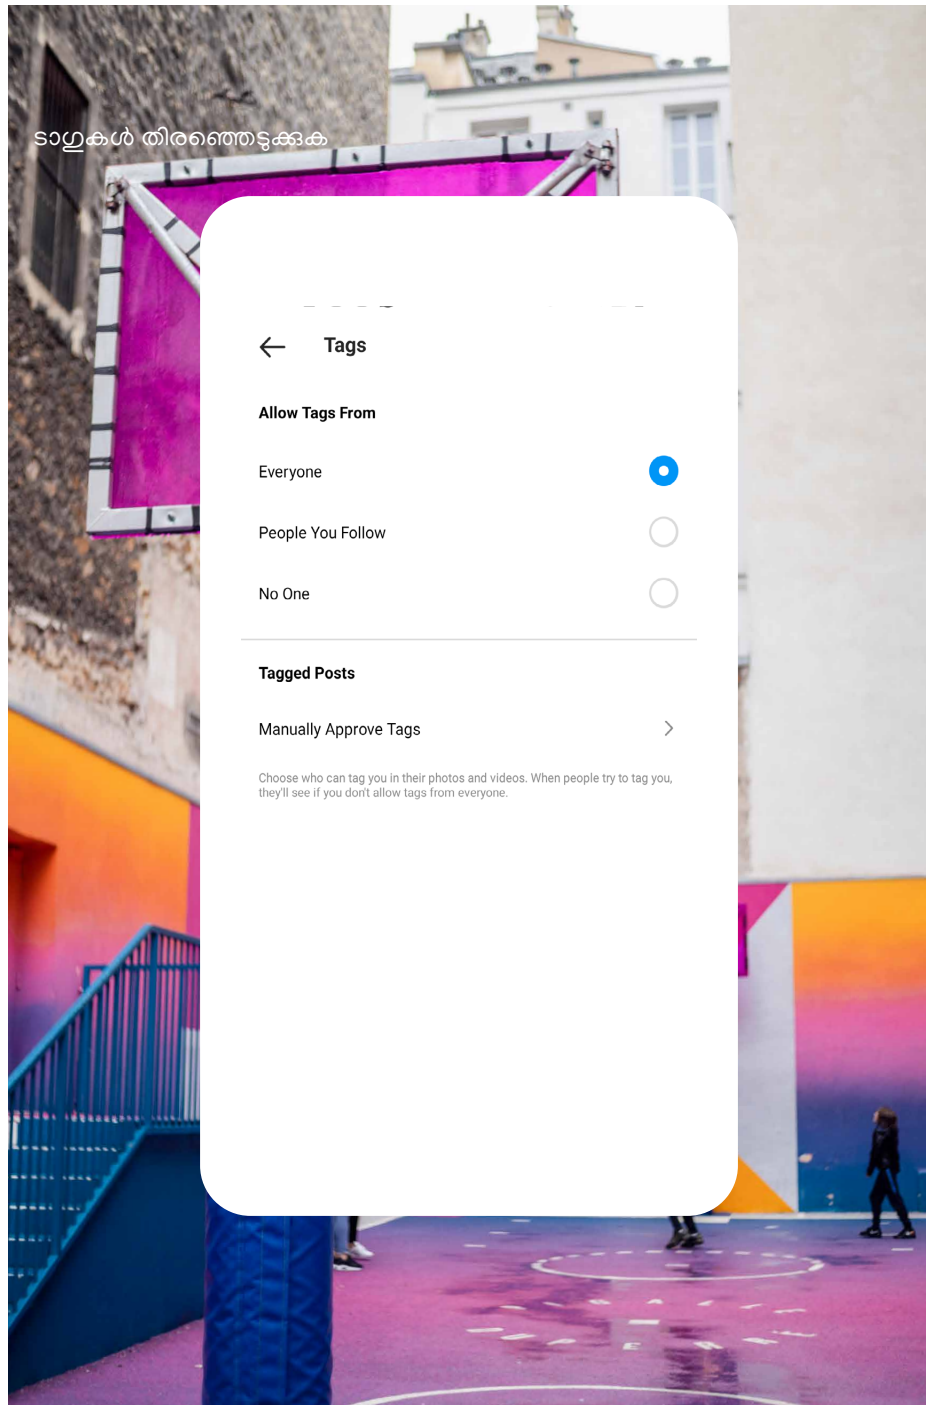 ടാഗുകൾ തിരഞ്ഞെടുക്കുക
Tags
Allow Tags From
Everyone
People You Follow
No One
Tagged Posts
Manually Approve Tags
Choose who can tag you in their photos and videos. When people try to tag you,
they'll see if you don't allow tags from everyone.